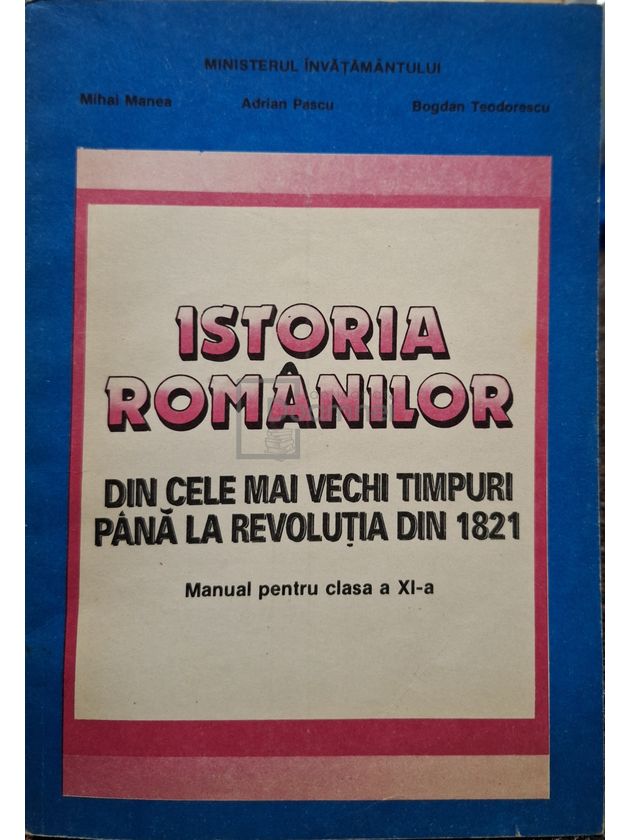 MINISTERUL ÎNVĂȚĂMÂNTULUI
Mihai Manea Adrian Pascu Bogdan Teodorescu
ISTORIA
ROMÂNILOR
DIN CELE MAI VECHI TIMPURI
PÂNĂ LA REVOLUȚIA DIN 1821
Manual pentru clasa a XI-a